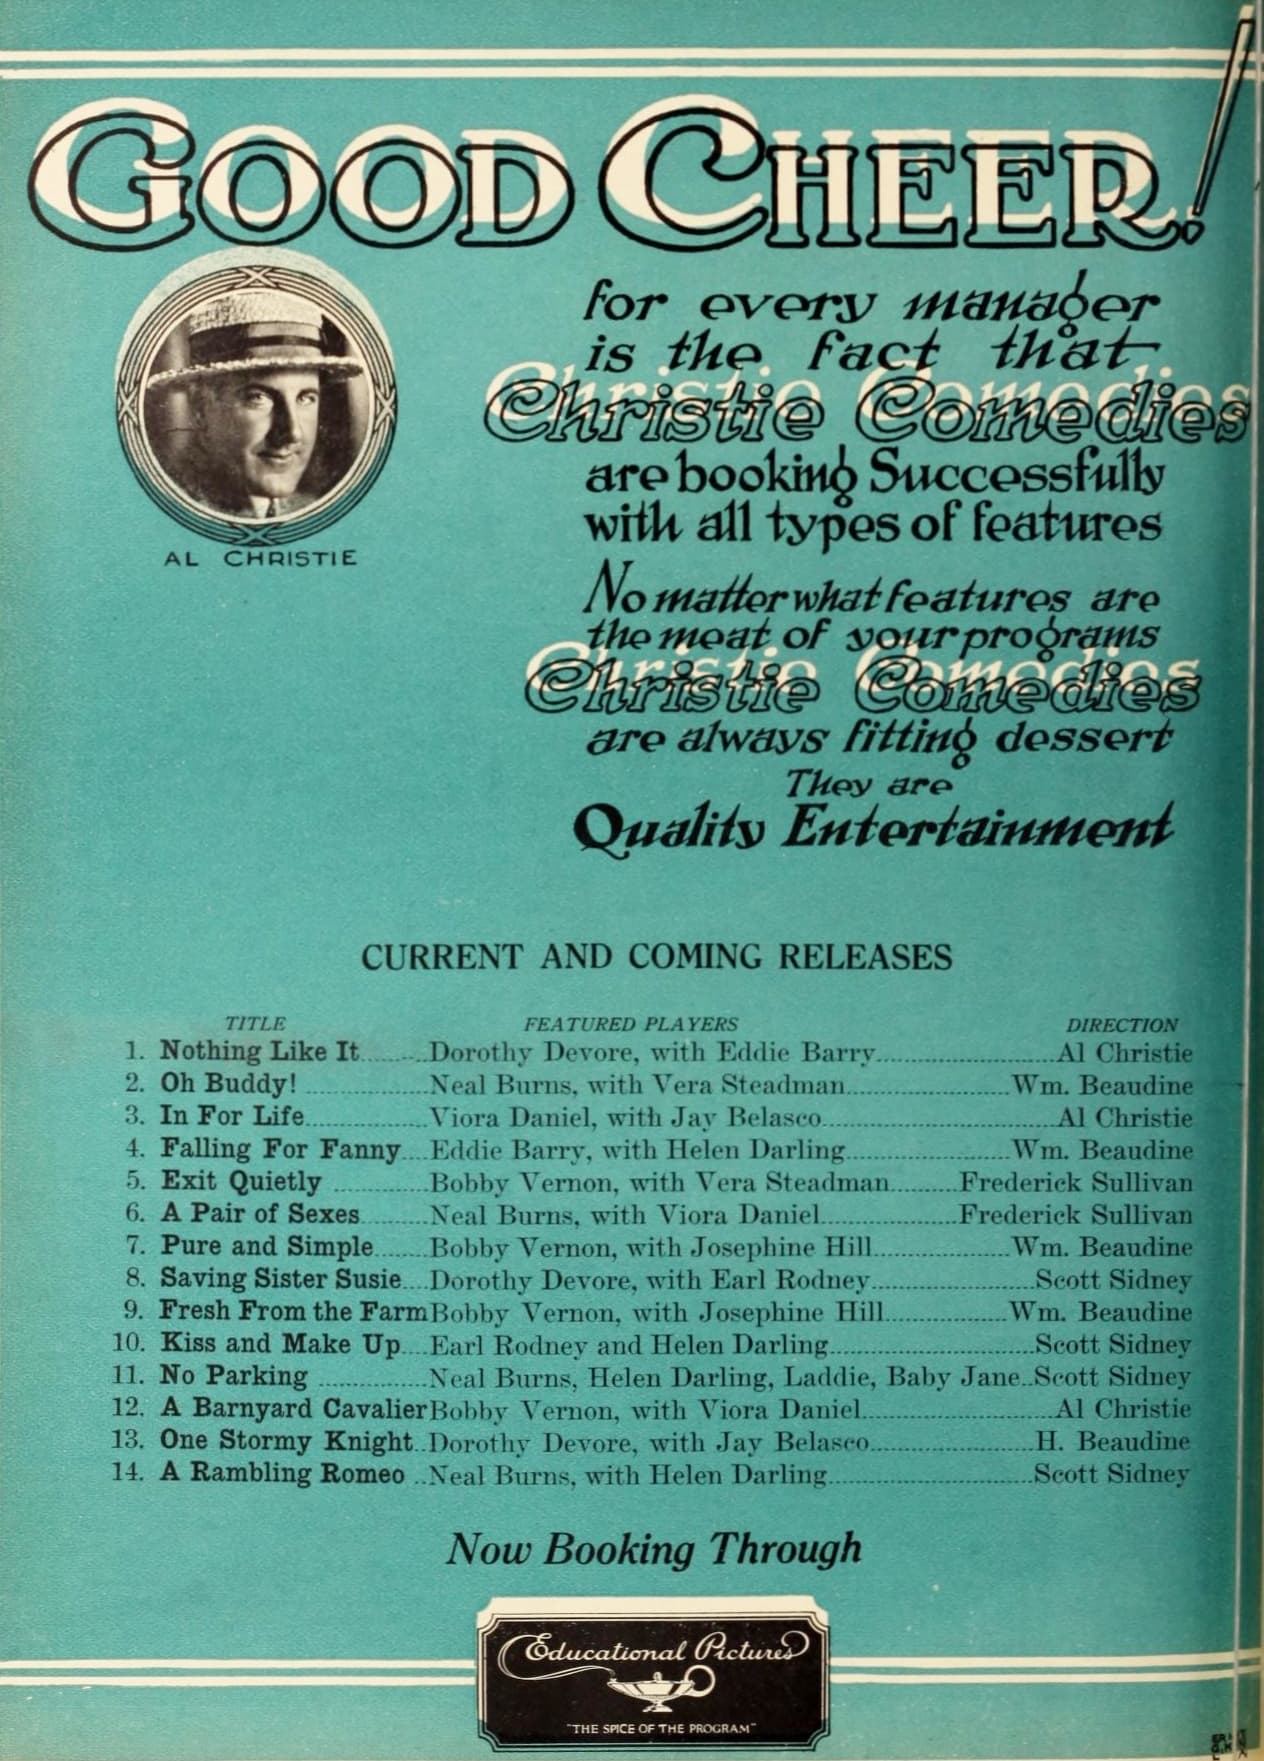 GOOD CHEER!
for every manager
is the fact that
Christie Comedies
are booking Successfully
with all types of features
AL CHRISTIE
No matter what features are
the meat of your programs
Christie Comedies
are always fitting dessert
They are
Quality Entertainment
CURRENT AND COMING RELEASES
TITLE FEATURED PLAYERS DIRECTION
1. Nothing Like It Dorothy Devore, with Eddie Barry Al Christie
2. Oh Buddy! Neal Burns, with Vera Steadman Wm. Beaudine
3. In For Life Viora Daniel, with Jay Belasco Al Christie
4. Falling For Fanny Eddie Barry, with Helen Darling Wm. Beaudine
5. Exit Quietly Bobby Vernon, with Vera Steadman Frederick Sullivan
6. A Pair of Sexes Neal Burns, with Viora Daniel Frederick Sullivan
7. Pure and Simple Bobby Vernon, with Josephine Hill Wm. Beaudine
8. Saving Sister Susie Dorothy Devore, with Earl Rodney Scott Sidney
9. Fresh From the Farm Bobby Vernon, with Josephine Hill Wm. Beaudine
10. Kiss and Make Up Earl Rodney and Helen Darling Scott Sidney
11. No Parking Neal Burns, Helen Darling, Laddie, Baby Jane Scott Sidney
12. A Barnyard Cavalier Bobby Vernon, with Viora Daniel Al Christie
13. One Stormy Knight Dorothy Devore, with Jay Belasco H. Beaudine
14. A Rambling Romeo Neal Burns, with Helen Darling Scott Sidney
Now Booking Through
Educational Pictures
"THE SPICE OF THE PROGRAM"